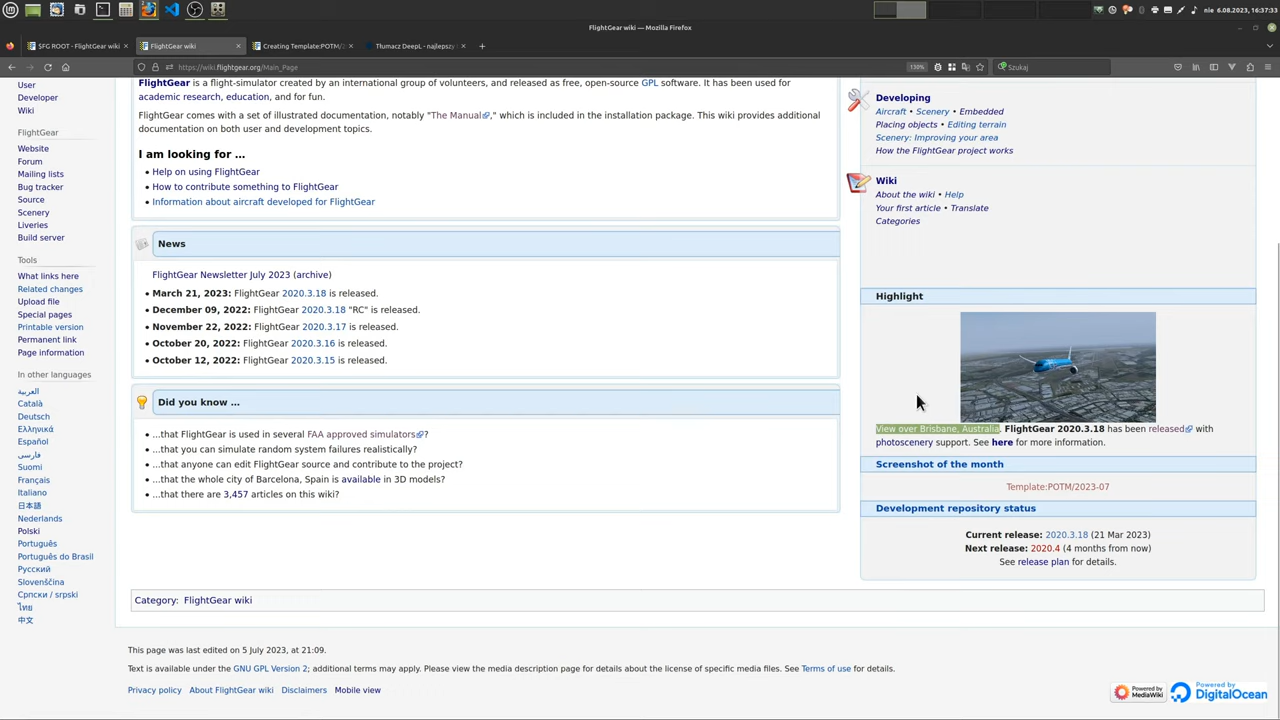 nie 6.08.2023, 16:37:33
FlightGear wiki — Mozilla Firefox
SFG ROOT - FlightGear wiki
FlightGear wiki
Creating Template:POTM/2
Tłumacz DeepL - najlepszy
https://wiki.flightgear.org/Main_Page
130%
Szukaj
User
Developer
Wiki
FlightGear
Website
Forum
Mailing lists
Bug tracker
Source
Scenery
Liveries
Build server
Tools
What links here
Related changes
Upload file
Special pages
Printable version
Permanent link
Page information
In other languages
العربية
Català
Deutsch
Ελληνικά
Español
فارسی
Suomi
Français
Italiano
日本語
Nederlands
Polski
Português
Português do Brasil
Русский
Slovenščina
Српски / srpski
ไทย
中文
FlightGear is a flight-simulator created by an international group of volunteers, and released as free, open-source GPL software. It has been used for
academic research, education, and for fun.
FlightGear comes with a set of illustrated documentation, notably "The Manual," which is included in the installation package. This wiki provides additional
documentation on both user and development topics.
I am looking for ...
• Help on using FlightGear
• How to contribute something to FlightGear
• Information about aircraft developed for FlightGear
News
FlightGear Newsletter July 2023 (archive)
• March 21, 2023: FlightGear 2020.3.18 is released.
• December 09, 2022: FlightGear 2020.3.18 "RC" is released.
• November 22, 2022: FlightGear 2020.3.17 is released.
• October 20, 2022: FlightGear 2020.3.16 is released.
• October 12, 2022: FlightGear 2020.3.15 is released.
Did you know ...
• ...that FlightGear is used in several FAA approved simulators?
• ...that you can simulate random system failures realistically?
• ...that anyone can edit FlightGear source and contribute to the project?
• ...that the whole city of Barcelona, Spain is available in 3D models?
• ...that there are 3,457 articles on this wiki?
Developing
Aircraft • Scenery • Embedded
Placing objects • Editing terrain
Scenery: Improving your area
How the FlightGear project works
Wiki
About the wiki • Help
Your first article • Translate
Categories
Highlight
View over Brisbane, Australia. FlightGear 2020.3.18 has been released with
photoscenery support. See here for more information.
Screenshot of the month
Template:POTM/2023-07
Development repository status
Current release: 2020.3.18 (21 Mar 2023)
Next release: 2020.4 (4 months from now)
See release plan for details.
Category: FlightGear wiki
This page was last edited on 5 July 2023, at 21:09.
Text is available under the GNU GPL Version 2; additional terms may apply. Please view the media description page for details about the license of specific media files. See Terms of use for details.
Privacy policy
About FlightGear wiki
Disclaimers
Mobile view
Powered by
MediaWiki
Powered by
DigitalOcean